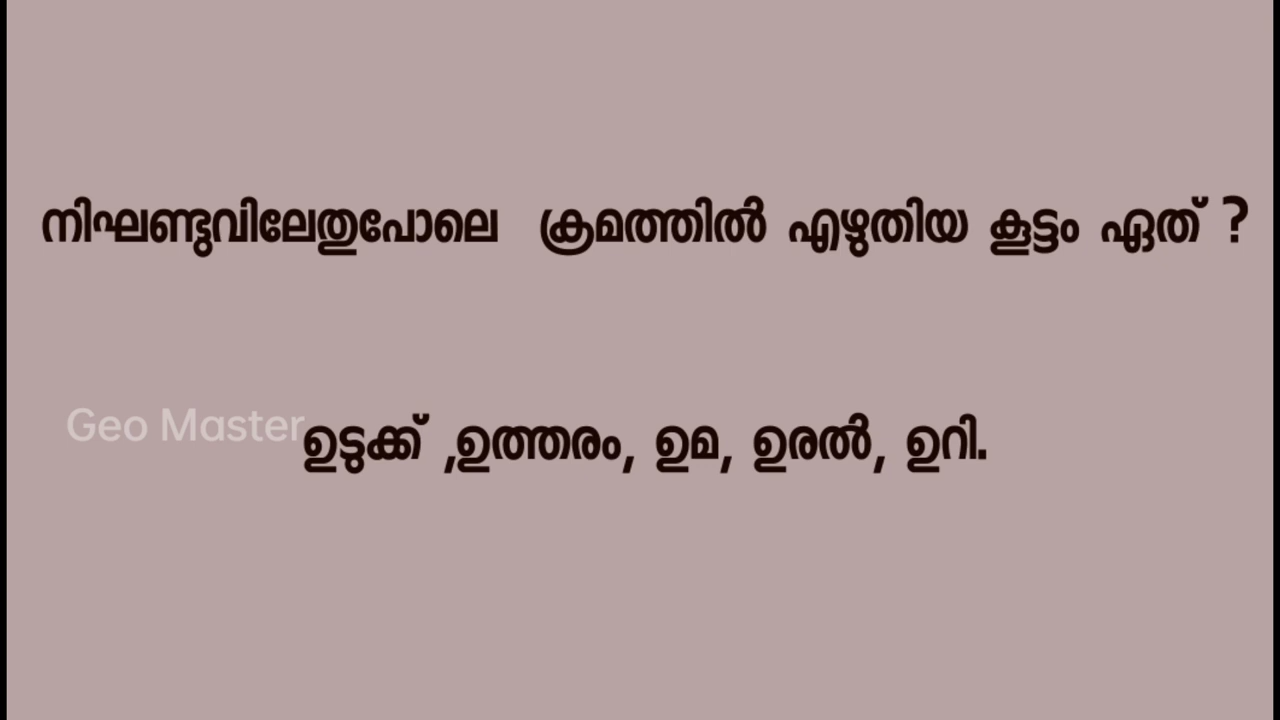 നിഘണ്ടുവിലേതുപോലെ ക്രമത്തിൽ എഴുതിയ കൂട്ടം ഏത് ?
Geo Master
ഉടുക്ക് ,ഉത്തരം, ഉമ, ഉരൽ, ഉറി.